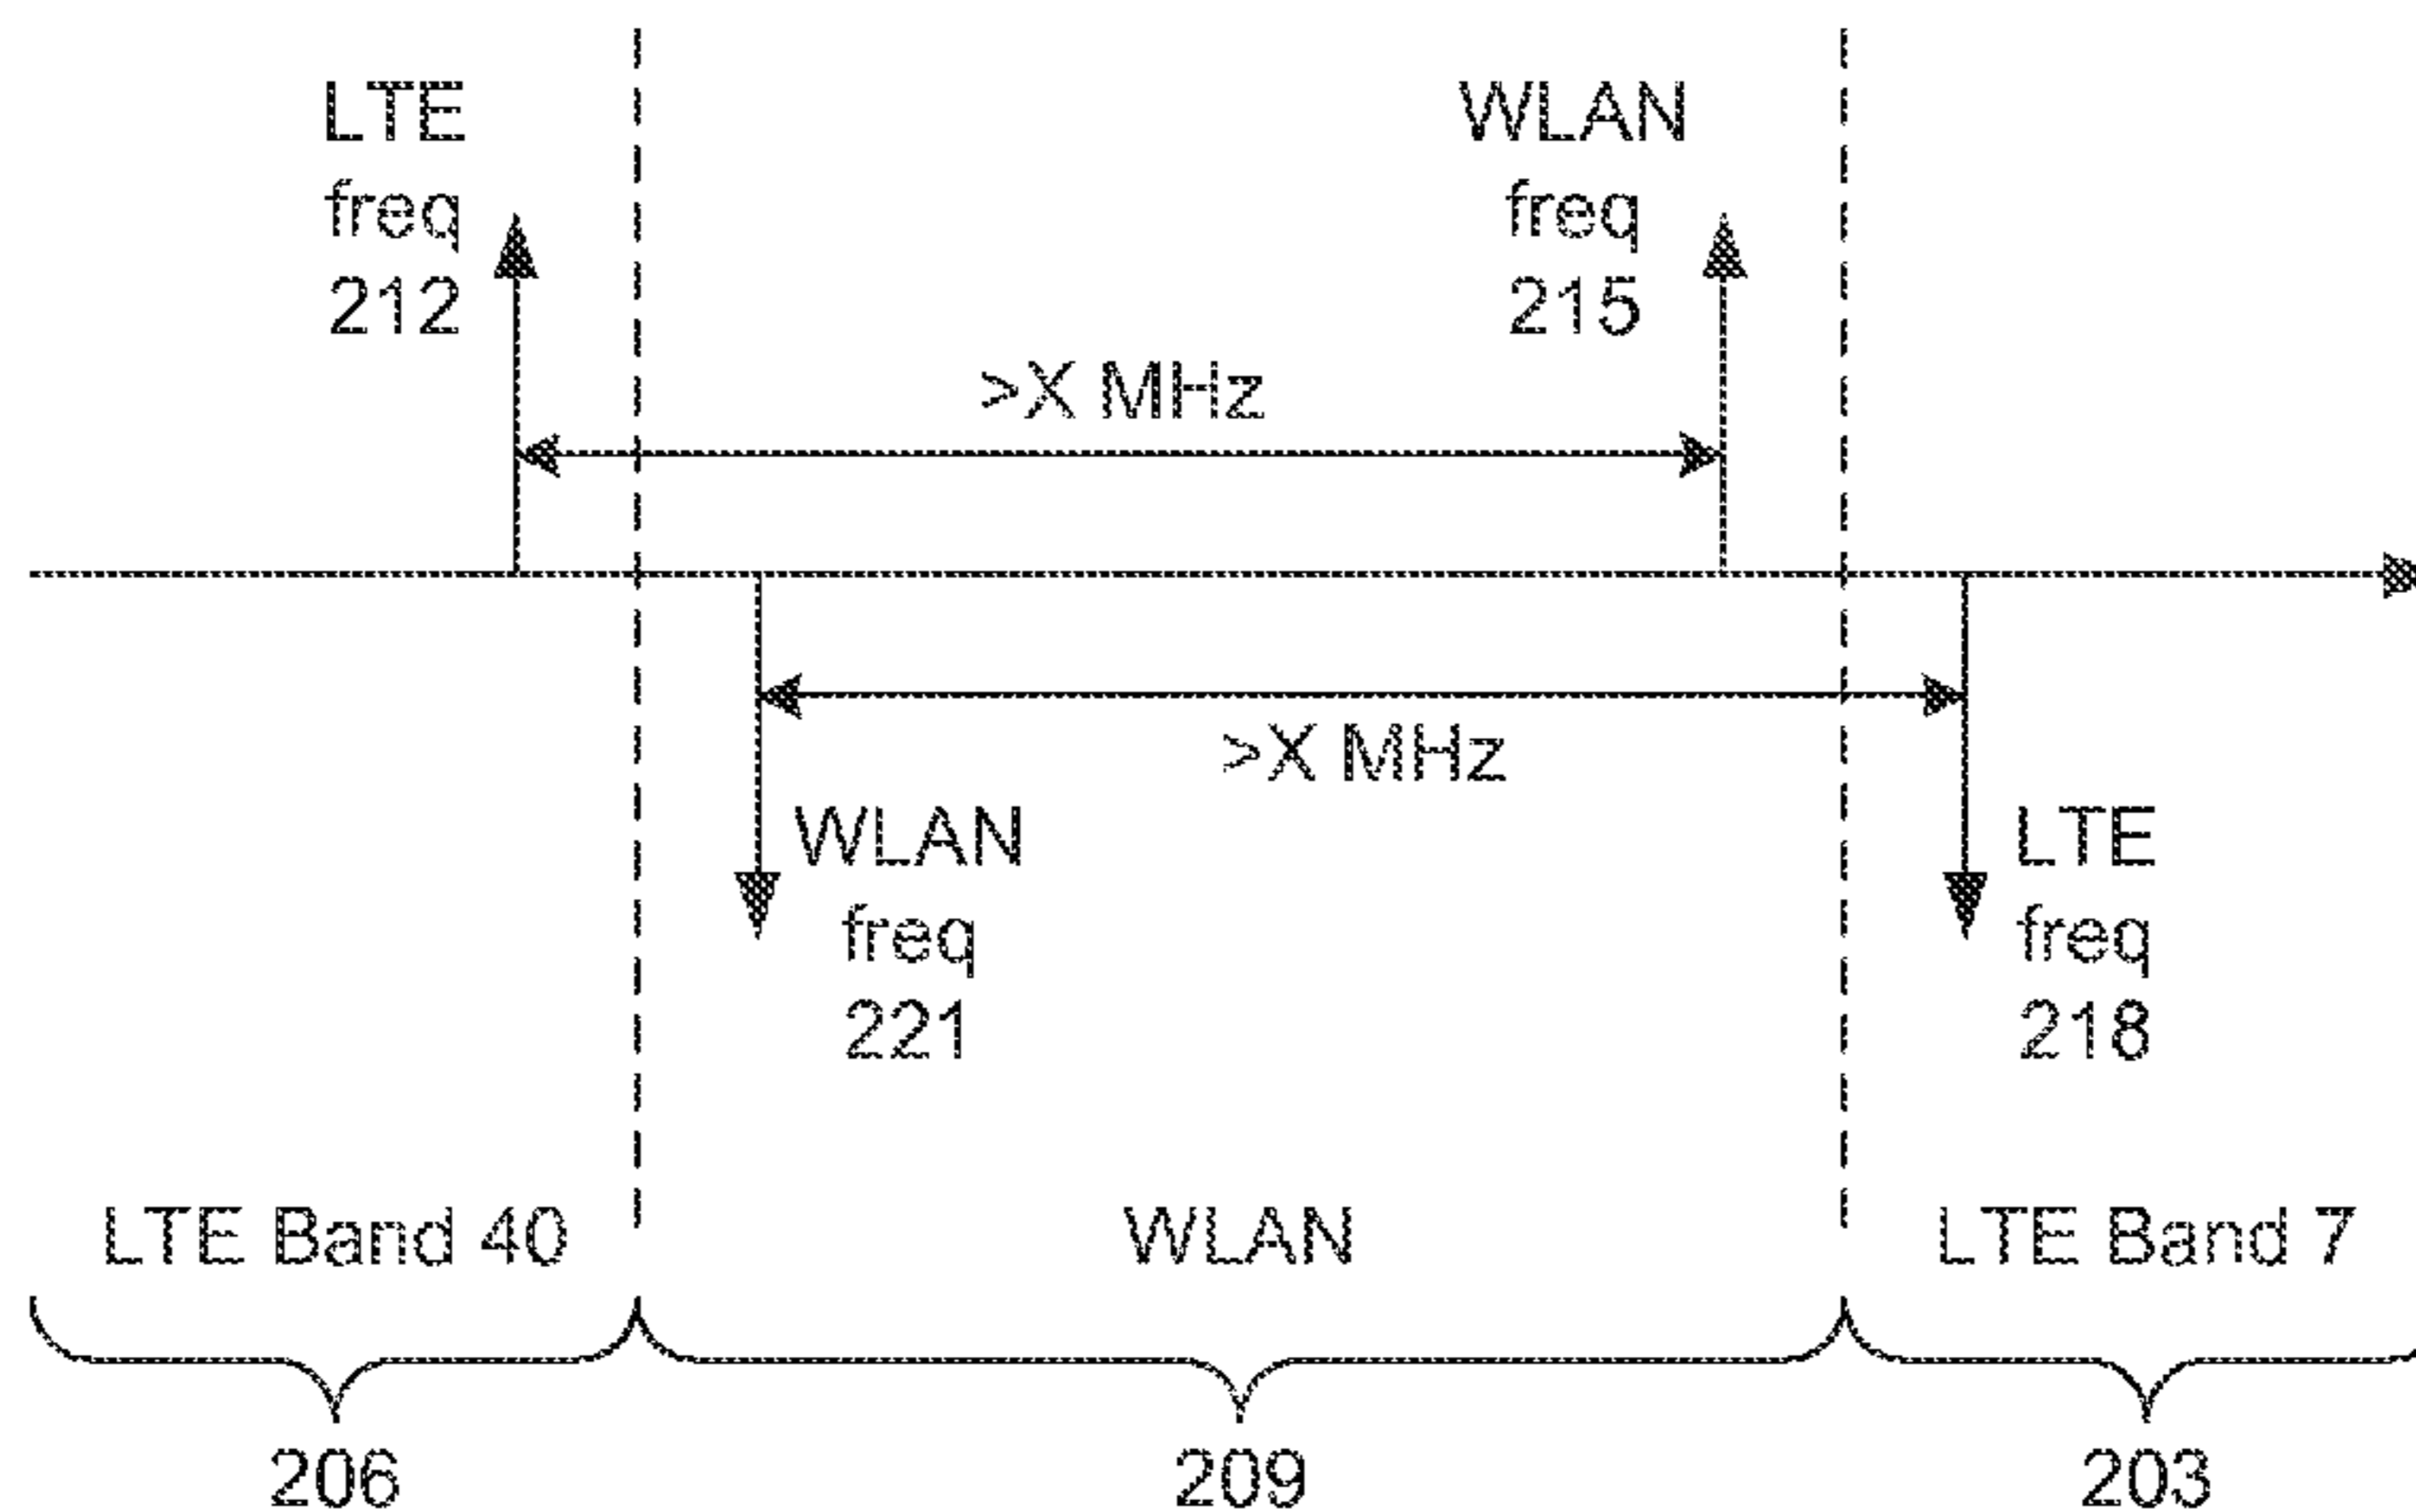 LTE
freq
212
WLAN
freq
215
>X MHz
>X MHz
WLAN
freq
221
LTE
freq
218
LTE Band 40
WLAN
LTE Band 7
206
209
203